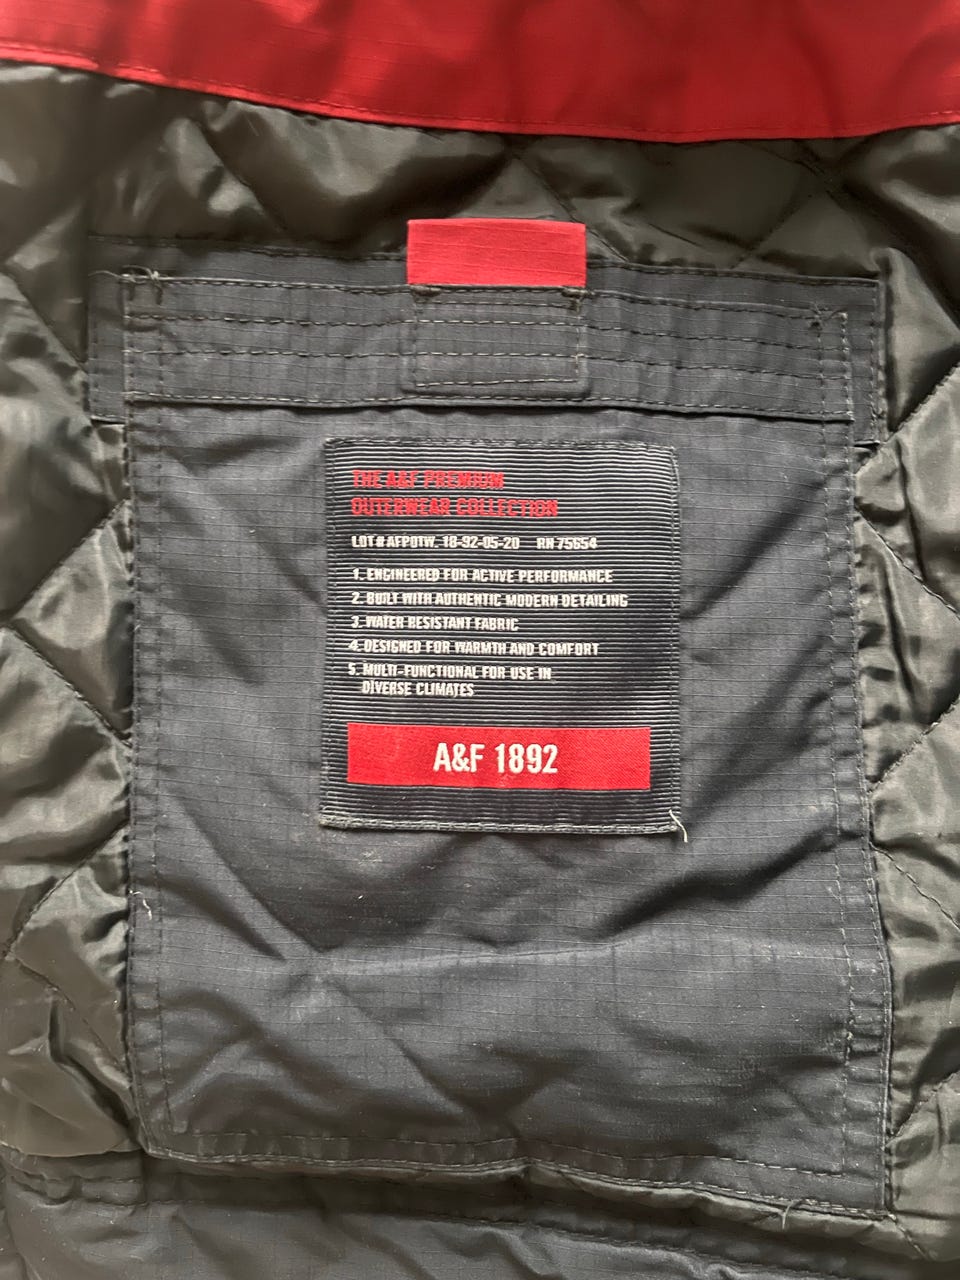 THE A&F PREMIUM
OUTERWEAR COLLECTION
LOT # AFPOTW. 18-92-05-20 RN 75654
1. ENGINEERED FOR ACTIVE PERFORMANCE
2. BUILT WITH AUTHENTIC MODERN DETAILING
3. WATER RESISTANT FABRIC
4. DESIGNED FOR WARMTH AND COMFORT
5. MULTI-FUNCTIONAL FOR USE IN
DIVERSE CLIMATES
A&F 1892